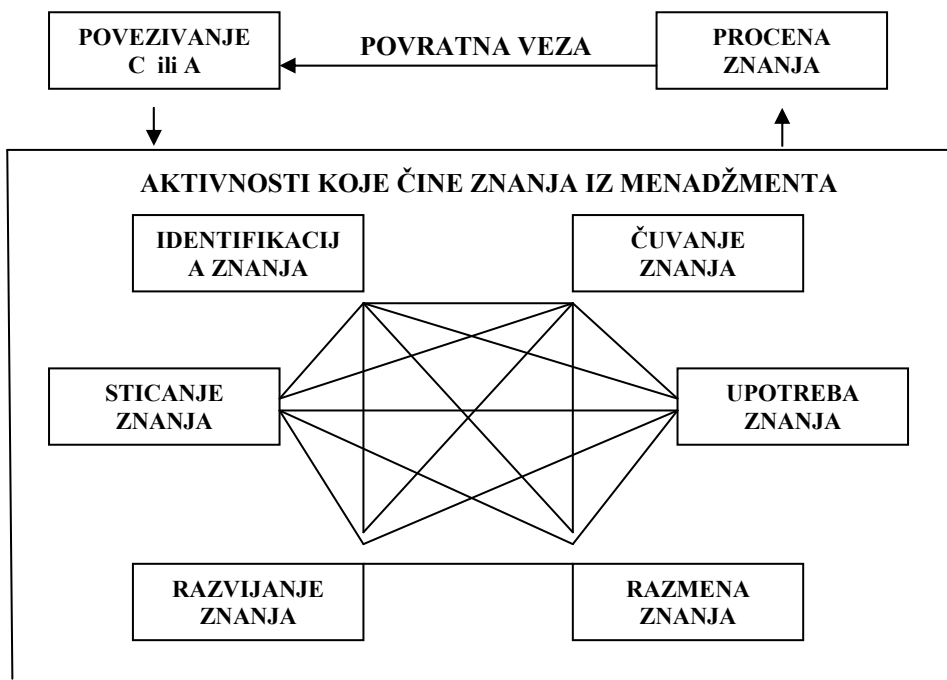 POVEZIVANJE
C ili A
POVRATNA VEZA
PROCENA
ZNANJA
AKTIVNOSTI KOJE ČINE ZNANJA IZ MENADŽMENTA
IDENTIFIKACIJ
A ZNANJA
ČUVANJE
ZNANJA
STICANJE
ZNANJA
UPOTREBA
ZNANJA
RAZVIJANJE
ZNANJA
RAZMENA
ZNANJA